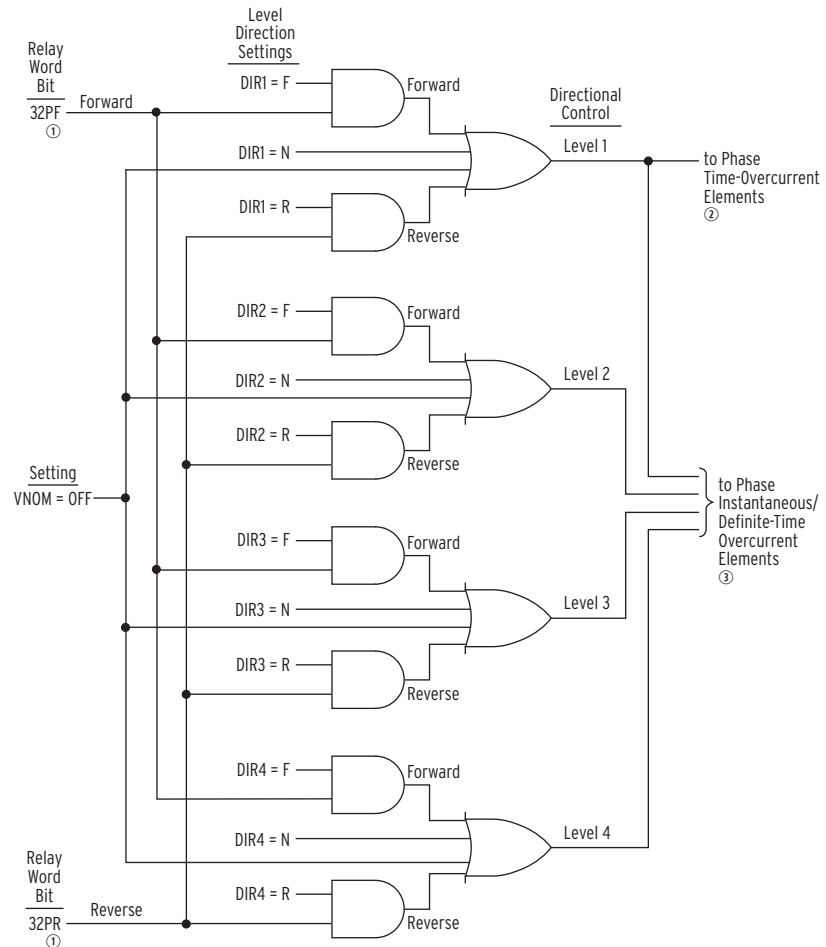 Level
Direction
Settings
Relay
Word
Bit
32PF
①
Forward
DIR1 = F
Forward
Directional
Control
DIR1 = N
Level 1
to Phase
Time-Overcurrent
Elements
②
DIR1 = R
Reverse
DIR2 = F
Forward
DIR2 = N
Level 2
DIR2 = R
Reverse
Setting
VNOM = OFF
to Phase
Instantaneous/
Definite-Time
Overcurrent
Elements
③
DIR3 = F
Forward
DIR3 = N
Level 3
DIR3 = R
Reverse
DIR4 = F
Forward
DIR4 = N
Level 4
Relay
Word
Bit
32PR
①
Reverse
DIR4 = R
Reverse